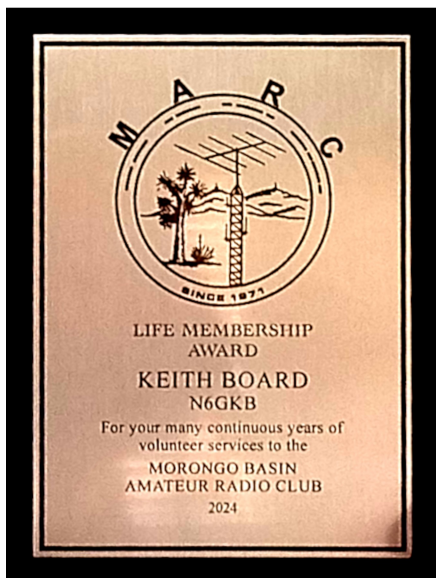 M A R C
SINCE 1971
LIFE MEMBERSHIP
AWARD
KEITH BOARD
N6GKB
For your many continuous years of
volunteer services to the
MORONGO BASIN
AMATEUR RADIO CLUB
2024